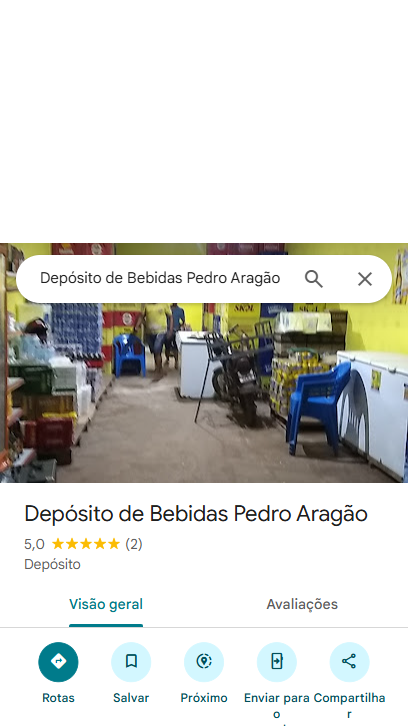 Depósito de Bebidas Pedro Aragão
SKOL
Depósito de Bebidas Pedro Aragão
5,0 (2)
Depósito
Visão geral Avaliações
Rotas Salvar Próximo Enviar para o Compartilhar